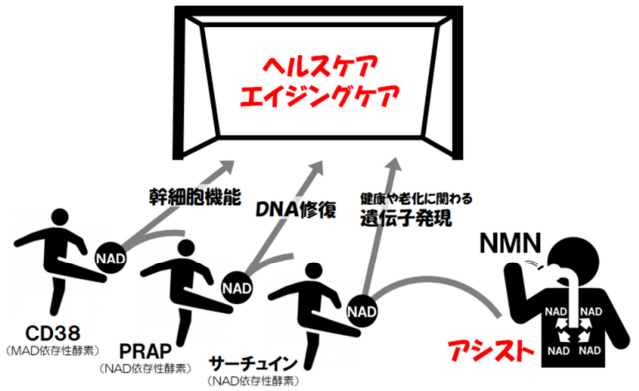 ヘルスケア
エイジングケア
幹細胞機能
DNA修復
健康や老化に関わる
遺伝子発現
NMN
NAD
NAD
NAD
NAD NAD
NAD NAD
アシスト
CD38
（MAD依存性酵素）
PRAP
（NAD依存性酵素）
サーチュイン
（NAD依存性酵素）